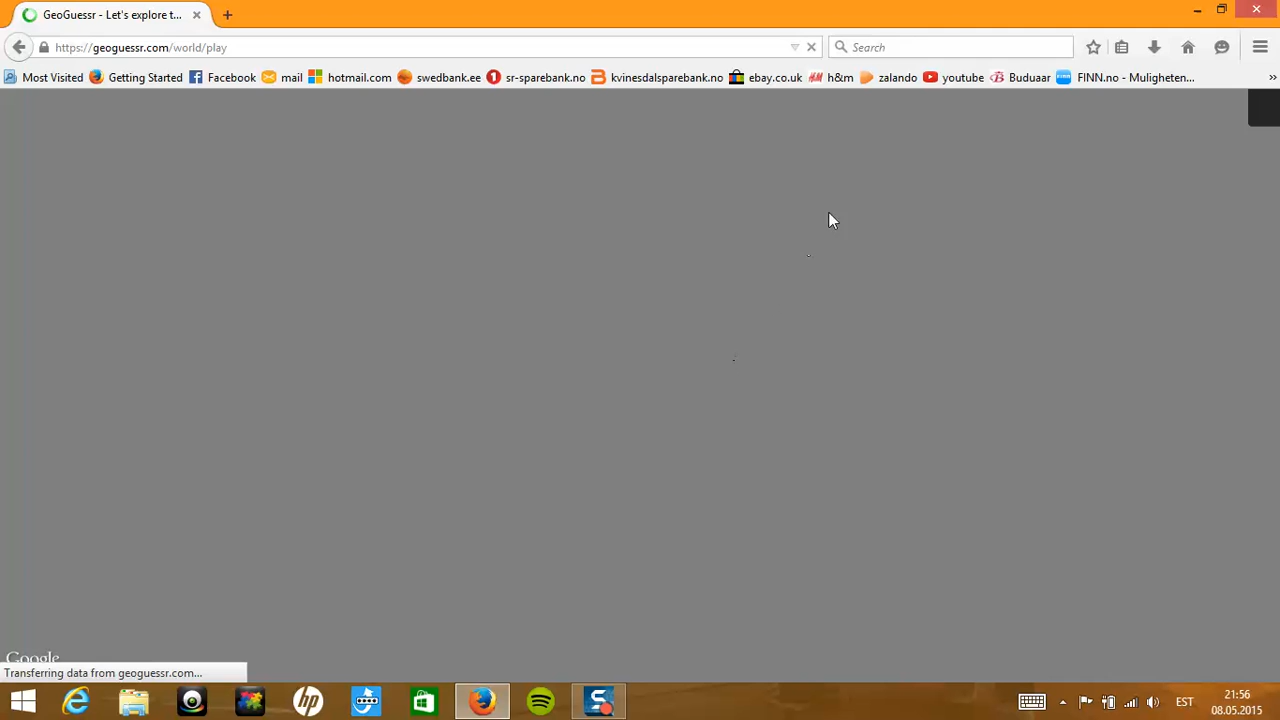 GeoGuessr - Let's explore t...
https://geoguessr.com/world/play
Search
Most Visited Getting Started Facebook mail hotmail.com swedbank.ee sr-sparebank.no kvinesdalsparebank.no ebay.co.uk h&m zalando youtube Buduaar FINN.no - Muligheten...
Google
Transferring data from geoguessr.com...
EST
21:56
08.05.2015